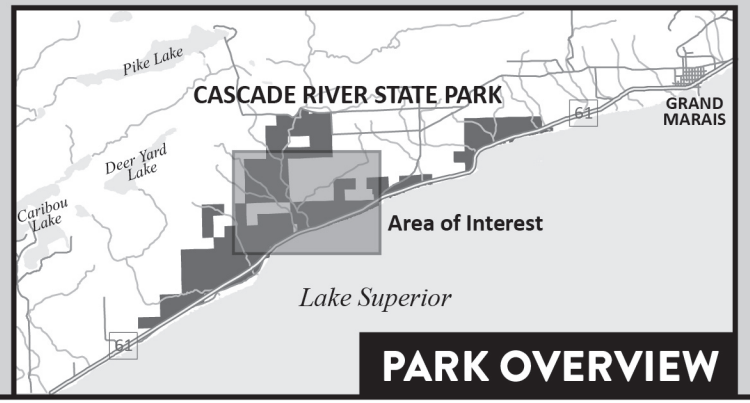 Pike Lake
CASCADE RIVER STATE PARK
61
GRAND
MARAIS
Deer Yard
Lake
Caribou
Lake
Area of Interest
Lake Superior
61
PARK OVERVIEW